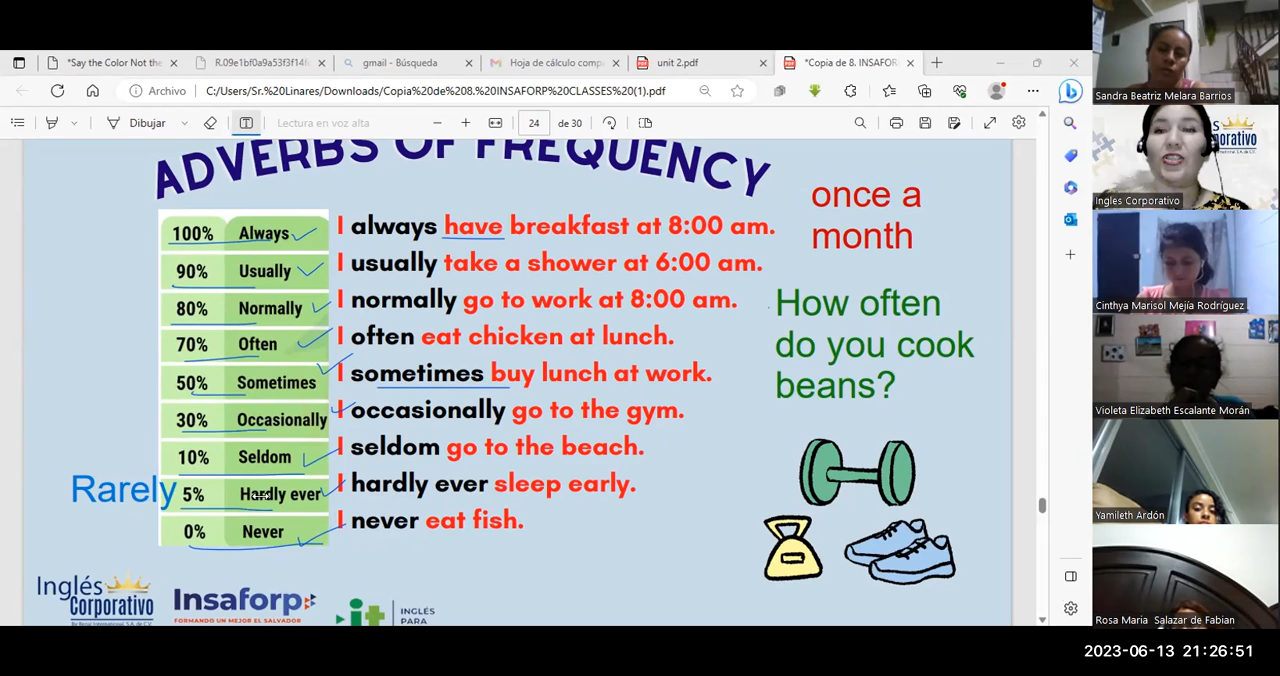 *Say the Color Not the
R.09e1bf0a9a53f3f14f
gmail - Búsqueda
Hoja de cálculo comp
unit 2.pdf
*Copia de 8. INSAFORP
Archivo
C:/Users/Sr.%20Linares/Downloads/Copia%20de%208.%20INSAFORP%20CLASSES%20(1).pdf
Dibujar
Lectura en voz alta
24 de 30
ADVERBS OF FREQUENCY
100% Always I always have breakfast at 8:00 am.
90% Usually I usually take a shower at 6:00 am.
80% Normally I normally go to work at 8:00 am.
70% Often I often eat chicken at lunch.
50% Sometimes I sometimes buy lunch at work.
30% Occasionally I occasionally go to the gym.
10% Seldom I seldom go to the beach.
Rarely 5% Hardly ever I hardly ever sleep early.
0% Never I never eat fish.
once a
month
How often
do you cook
beans?
Inglés
Corporativo
Insaforp
FORMANDO UN MEJOR EL SALVADOR
it
INGLÉS
PARA
Sandra Beatriz Melara Barrios
Ingles Corporativo
Cinthya Marisol Mejía Rodríguez
Violeta Elizabeth Escalante Morán
Yamileth Ardón
Rosa Maria Salazar de Fabian
2023-06-13 21:26:51